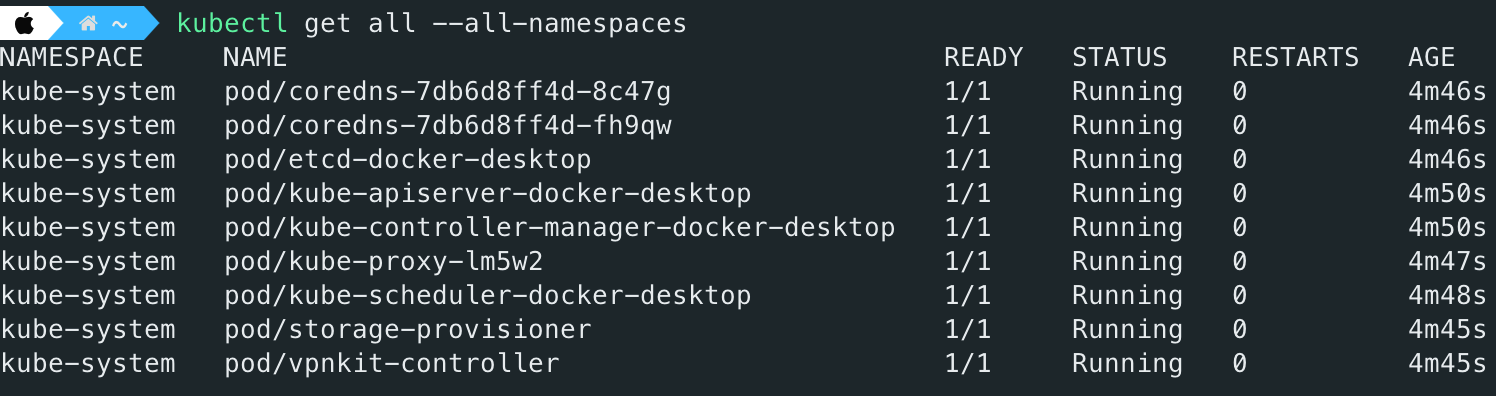 ~ kubectl get all --all-namespaces
NAMESPACE NAME READY STATUS RESTARTS AGE
kube-system pod/coredns-7db6d8ff4d-8c47g 1/1 Running 0 4m46s
kube-system pod/coredns-7db6d8ff4d-fh9qw 1/1 Running 0 4m46s
kube-system pod/etcd-docker-desktop 1/1 Running 0 4m46s
kube-system pod/kube-apiserver-docker-desktop 1/1 Running 0 4m50s
kube-system pod/kube-controller-manager-docker-desktop 1/1 Running 0 4m50s
kube-system pod/kube-proxy-lm5w2 1/1 Running 0 4m47s
kube-system pod/kube-scheduler-docker-desktop 1/1 Running 0 4m48s
kube-system pod/storage-provisioner 1/1 Running 0 4m45s
kube-system pod/vpnkit-controller 1/1 Running 0 4m45s